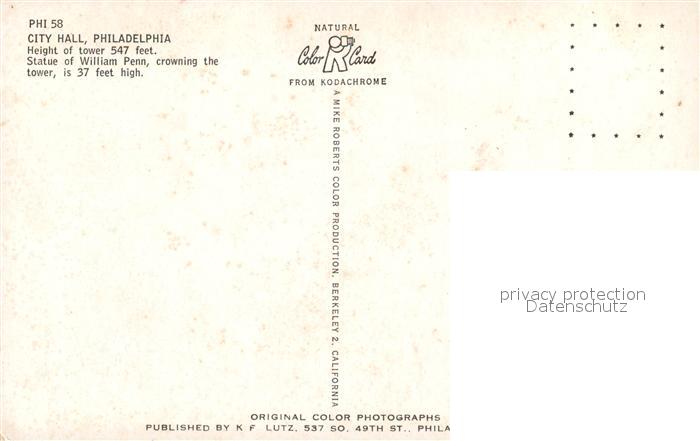 PHI 58
CITY HALL, PHILADELPHIA
Height of tower 547 feet.
Statue of William Penn, crowning the
tower, is 37 feet high.
NATURAL
Color Card
FROM KODACHROME
A MIKE ROBERTS COLOR PRODUCTION, BERKELEY 2, CALIFORNIA
privacy protection
Datenschutz
ORIGINAL COLOR PHOTOGRAPHS
PUBLISHED BY K F LUTZ, 537 SO. 49TH ST., PHILA